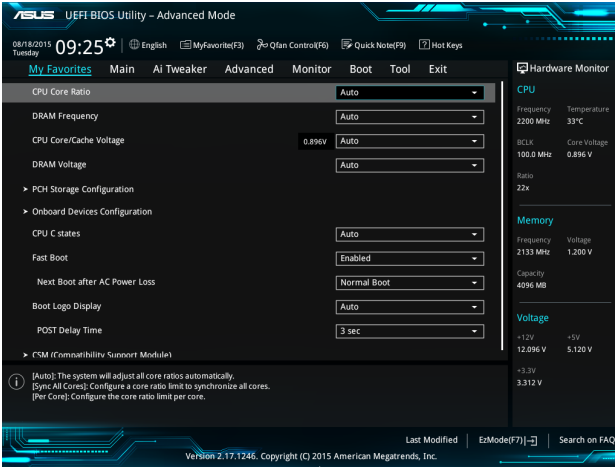 ASUS UEFI BIOS Utility – Advanced Mode
08/18/2015 Tuesday 09:25 English MyFavorite(F3) Qfan Control(F6) Quick Note(F9) ? Hot Keys
My Favorites Main Ai Tweaker Advanced Monitor Boot Tool Exit
CPU Core Ratio Auto
DRAM Frequency Auto
CPU Core/Cache Voltage 0.896V Auto
DRAM Voltage Auto
> PCH Storage Configuration
> Onboard Devices Configuration
CPU C states Auto
Fast Boot Enabled
Next Boot after AC Power Loss Normal Boot
Boot Logo Display Auto
POST Delay Time 3 sec
> CSM (Compatibility Support Module)
[Auto]: The system will adjust all core ratios automatically.
[Sync All Cores]: Configure a core ratio limit to synchronize all cores.
[Per Core]: Configure the core ratio limit per core.
Hardware Monitor
CPU
Frequency Temperature
2200 MHz 33°C
BCLK Core Voltage
100.0 MHz 0.896 V
Ratio
22x
Memory
Frequency Voltage
2133 MHz 1.200 V
Capacity
4096 MB
Voltage
+12V +5V
12.096 V 5.120 V
+3.3V
3.312 V
Last Modified EzMode(F7) Search on FAQ
Version 2.17.1246. Copyright (C) 2015 American Megatrends, Inc.